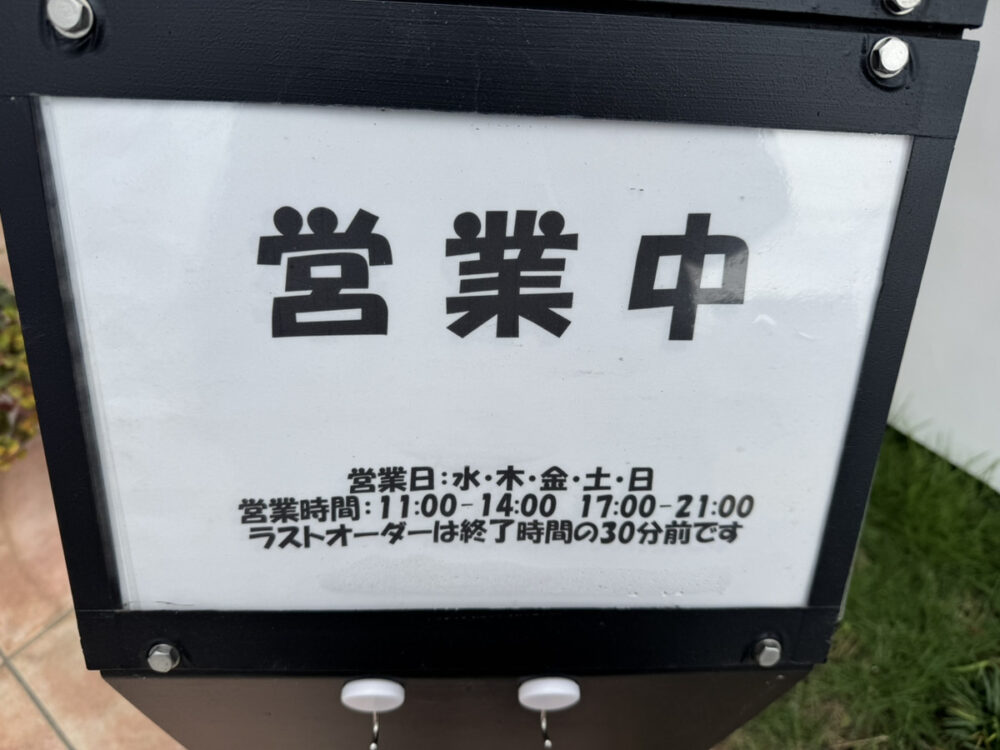 営業中
営業日:水・木・金・土・日
営業時間:11:00-14:00 17:00-21:00
ラストオーダーは終了時間の30分前です